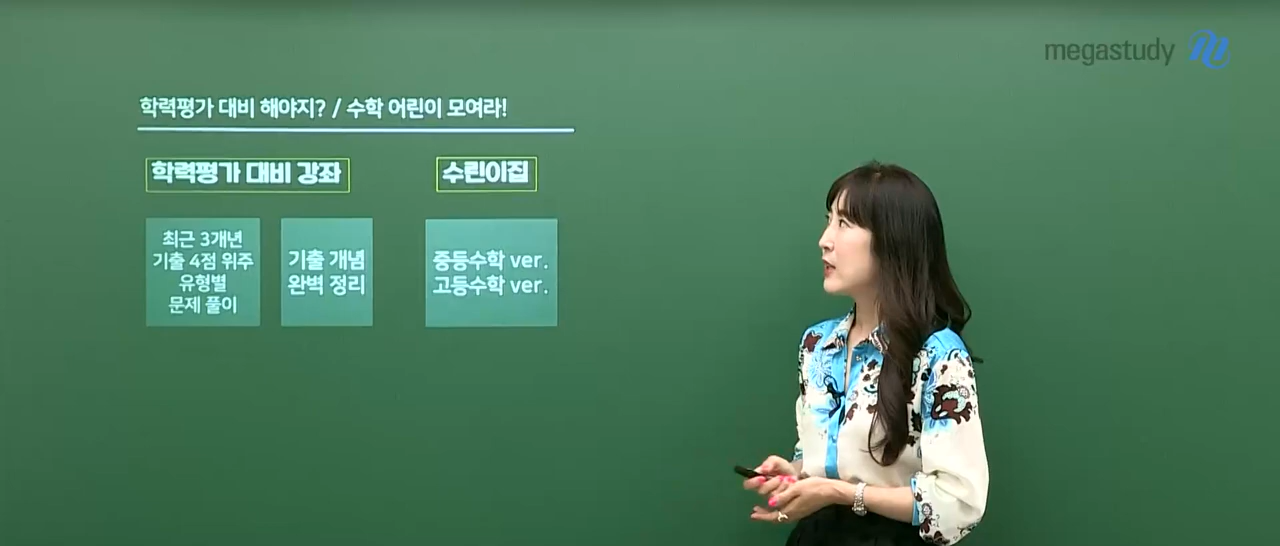 megastudy
학력평가 대비 해야지? / 수학 어린이 모여라!
학력평가 대비 강좌
수린이집
최근 3개년
기출 4점 위주
유형별
문제 풀이
기출 개념
완벽 정리
중등수학 ver.
고등수학 ver.